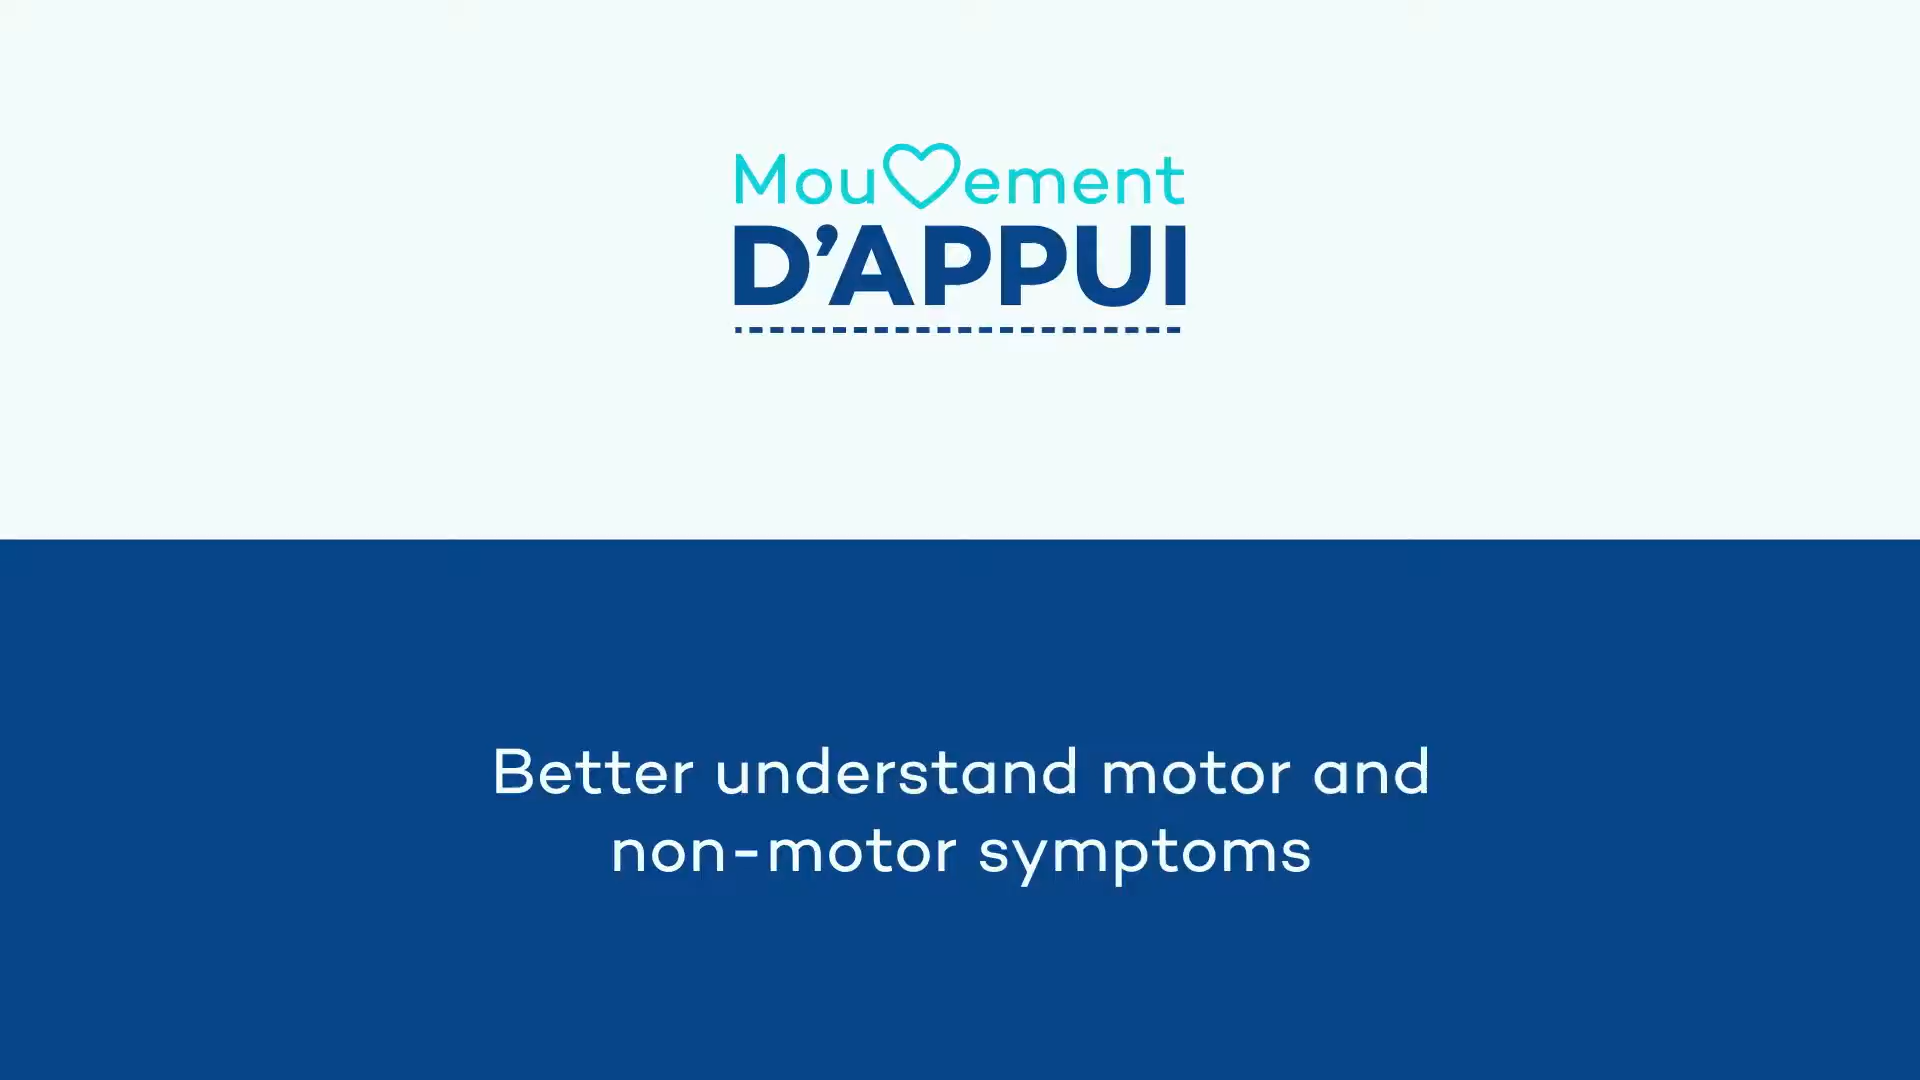 Mouvement
D’APPUI
Better understand motor and
non-motor symptoms